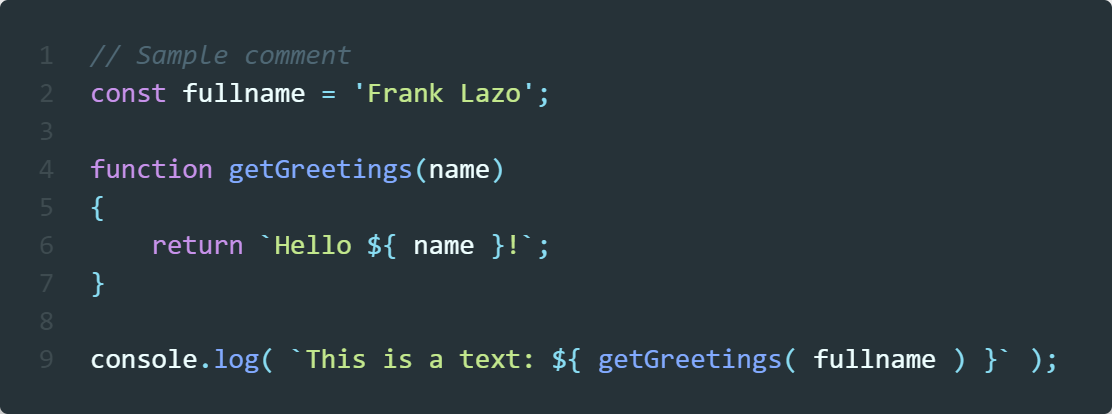 1 // Sample comment
2 const fullname = 'Frank Lazo';
3
4 function getGreetings(name)
5 {
6     return `Hello ${ name }!`;
7 }
8
9 console.log( `This is a text: ${ getGreetings( fullname ) }` );